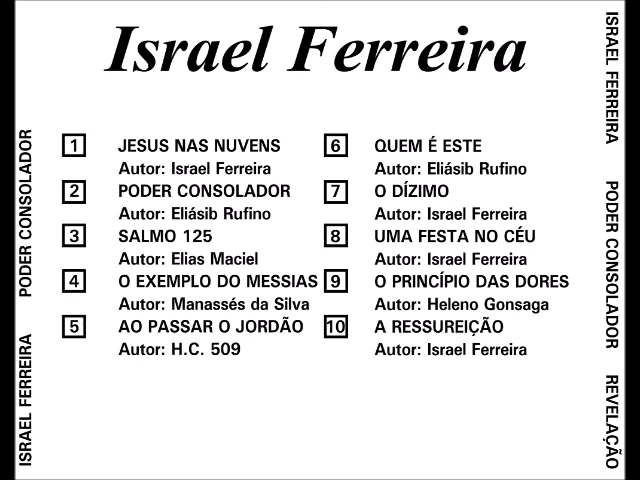 Israel Ferreira
1 JESUS NAS NUVENS
Autor: Israel Ferreira
2 PODER CONSOLADOR
Autor: Eliásib Rufino
3 SALMO 125
Autor: Elias Maciel
4 O EXEMPLO DO MESSIAS
Autor: Manassés da Silva
5 AO PASSAR O JORDÃO
Autor: H.C. 509
6 QUEM É ESTE
Autor: Eliásib Rufino
7 O DÍZIMO
Autor: Israel Ferreira
8 UMA FESTA NO CÉU
Autor: Israel Ferreira
9 O PRINCÍPIO DAS DORES
Autor: Heleno Gonsaga
10 A RESSUREIÇÃO
Autor: Israel Ferreira
ISRAEL FERREIRA PODER CONSOLADOR
ISRAEL FERREIRA PODER CONSOLADOR REVELAÇÃO